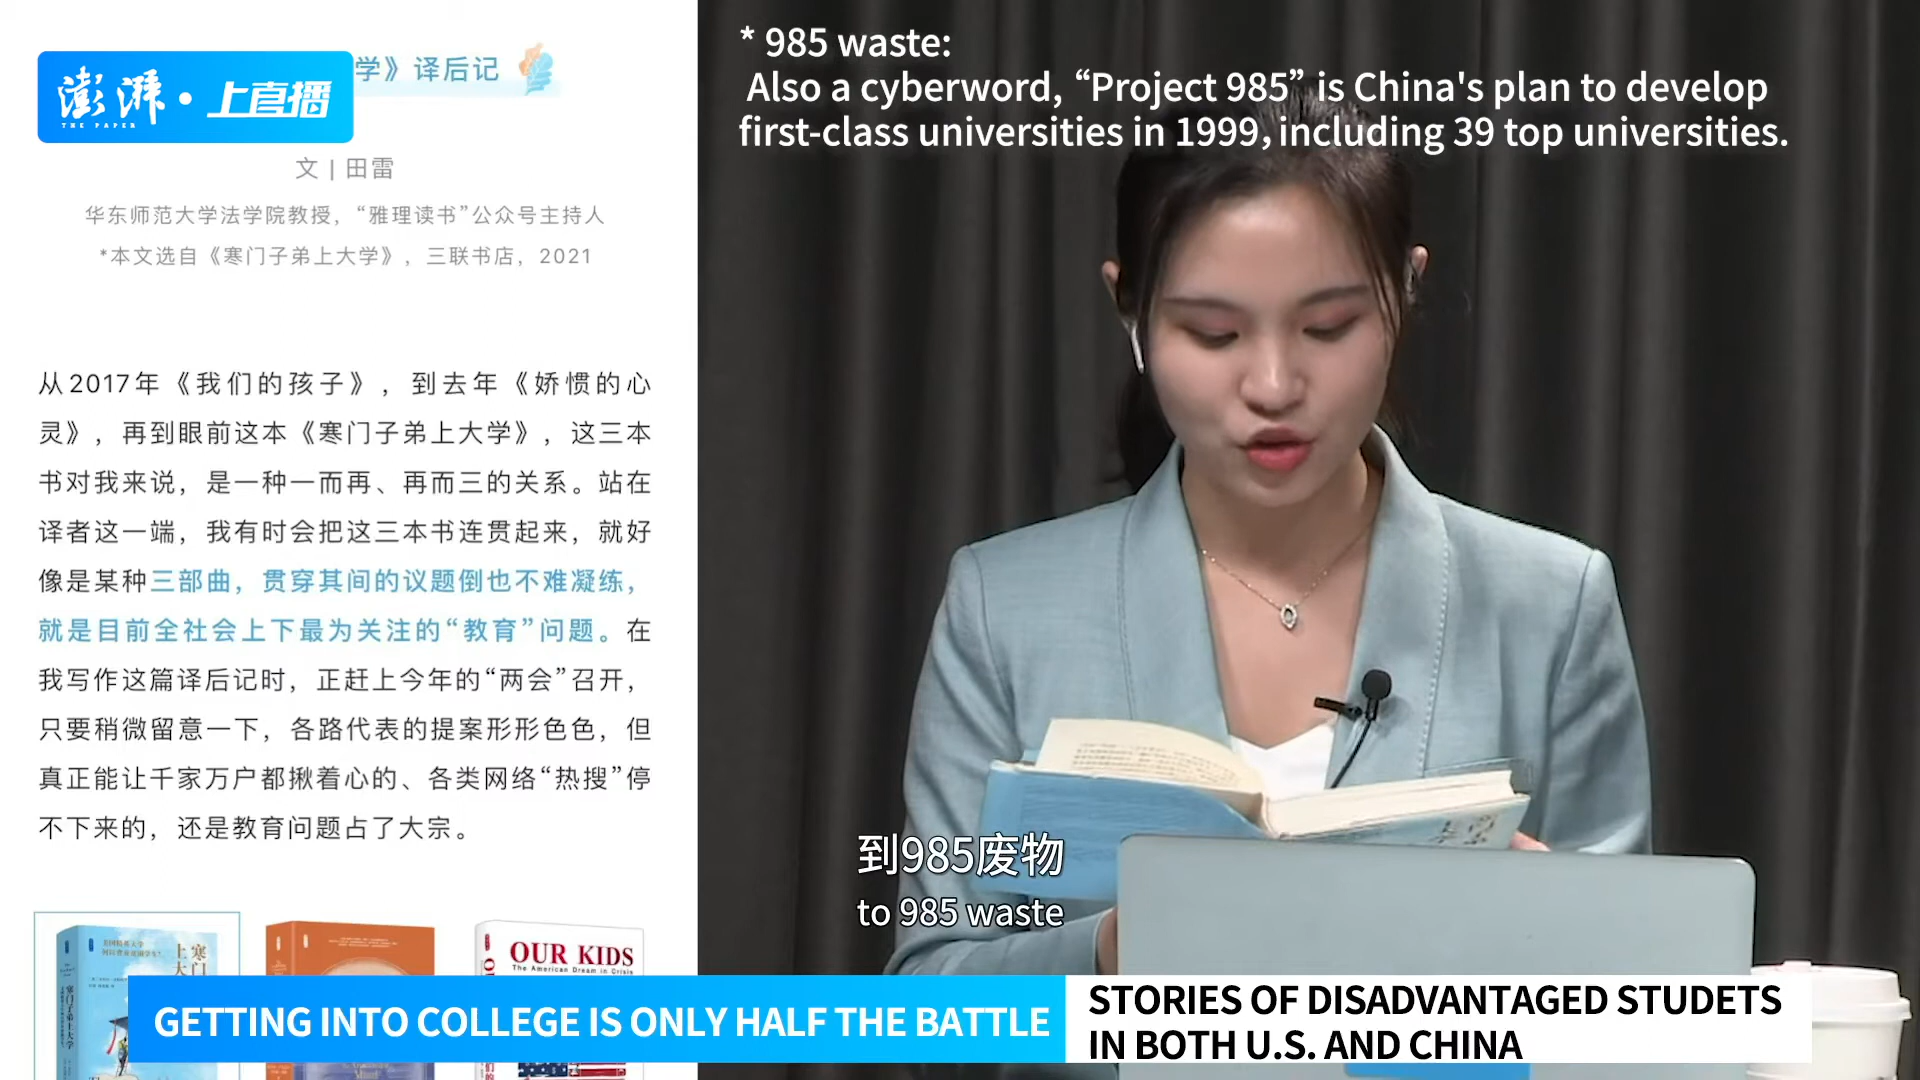 澎湃·上直播
THE PAPER
学》译后记
文 | 田雷
华东师范大学法学院教授，“雅理读书”公众号主持人
*本文选自《寒门子弟上大学》，三联书店，2021
从2017年《我们的孩子》，到去年《娇惯的心
灵》，再到眼前这本《寒门子弟上大学》，这三本
书对我来说，是一种一而再、再而三的关系。站在
译者这一端，我有时会把这三本书连贯起来，就好
像是某种三部曲，贯穿其间的议题倒也不难凝练，
就是目前全社会上下最为关注的“教育”问题。在
我写作这篇译后记时，正赶上今年的“两会”召开，
只要稍微留意一下，各路代表的提案形形色色，但
真正能让千家万户都揪着心的、各类网络“热搜”停
不下来的，还是教育问题占了大宗。
寒门
上大
OUR KIDS
The American Dream in Crisis
* 985 waste:
Also a cyberword, “Project 985” is China's plan to develop
first-class universities in 1999, including 39 top universities.
到985废物
to 985 waste
GETTING INTO COLLEGE IS ONLY HALF THE BATTLE
STORIES OF DISADVANTAGED STUDETS
IN BOTH U.S. AND CHINA